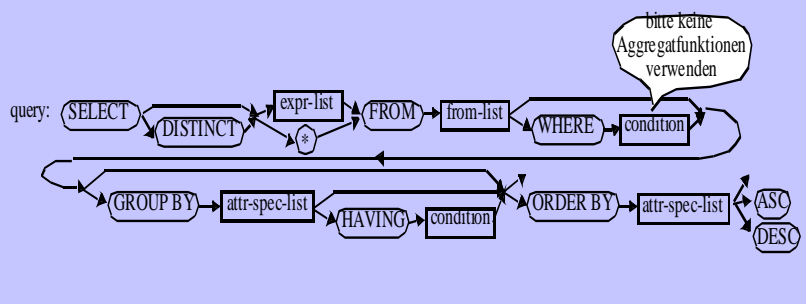 bitte keine
Aggregatfunktionen
verwenden
query: SELECT DISTINCT expr-list * FROM from-list WHERE condition
GROUP BY attr-spec-list HAVING condition ORDER BY attr-spec-list ASC
DESC